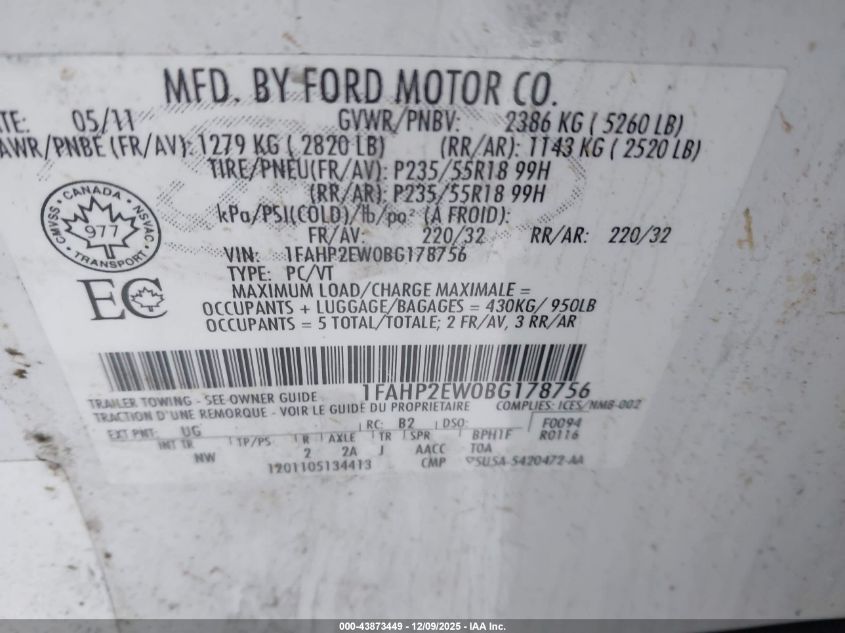 MFD. BY FORD MOTOR CO.
TE: 05/11 GVWR/PNBV: 2386 KG ( 5260 LB)
AWR/PNBE (FR/AV): 1279 KG ( 2820 LB) (RR/AR): 1143 KG ( 2520 LB)
TIRE/PNEU(FR/AV): P235/55R18 99H
(RR/AR): P235/55R18 99H
kPa/PSI(COLD)/lb/po² (À FROID):
FR/AV: 220/32 RR/AR: 220/32
VIN: 1FAHP2EW0BG178756
TYPE: PC/VT
CANADA
CMVSS NSVAC
977
TRANSPORT
EC
MAXIMUM LOAD/CHARGE MAXIMALE =
OCCUPANTS + LUGGAGE/BAGAGES = 430KG/ 950LB
OCCUPANTS = 5 TOTAL/TOTALE; 2 FR/AV, 3 RR/AR
1FAHP2EW0BG178756
TRAILER TOWING - SEE OWNER GUIDE COMPLIES: ICES/NMB-002
TRACTION D'UNE REMORQUE - VOIR LE GUIDE DU PROPRIETAIRE
EXT PNT: UG RC: B2 DSO: F0094
INT TR TP/PS R AXLE TR SPR BPH1F R0116
NW 2 2A J AACC TOA
1201105134413 CMP SUSA-5420472-AA
000-43873449 - 12/09/2025 - IAA Inc.